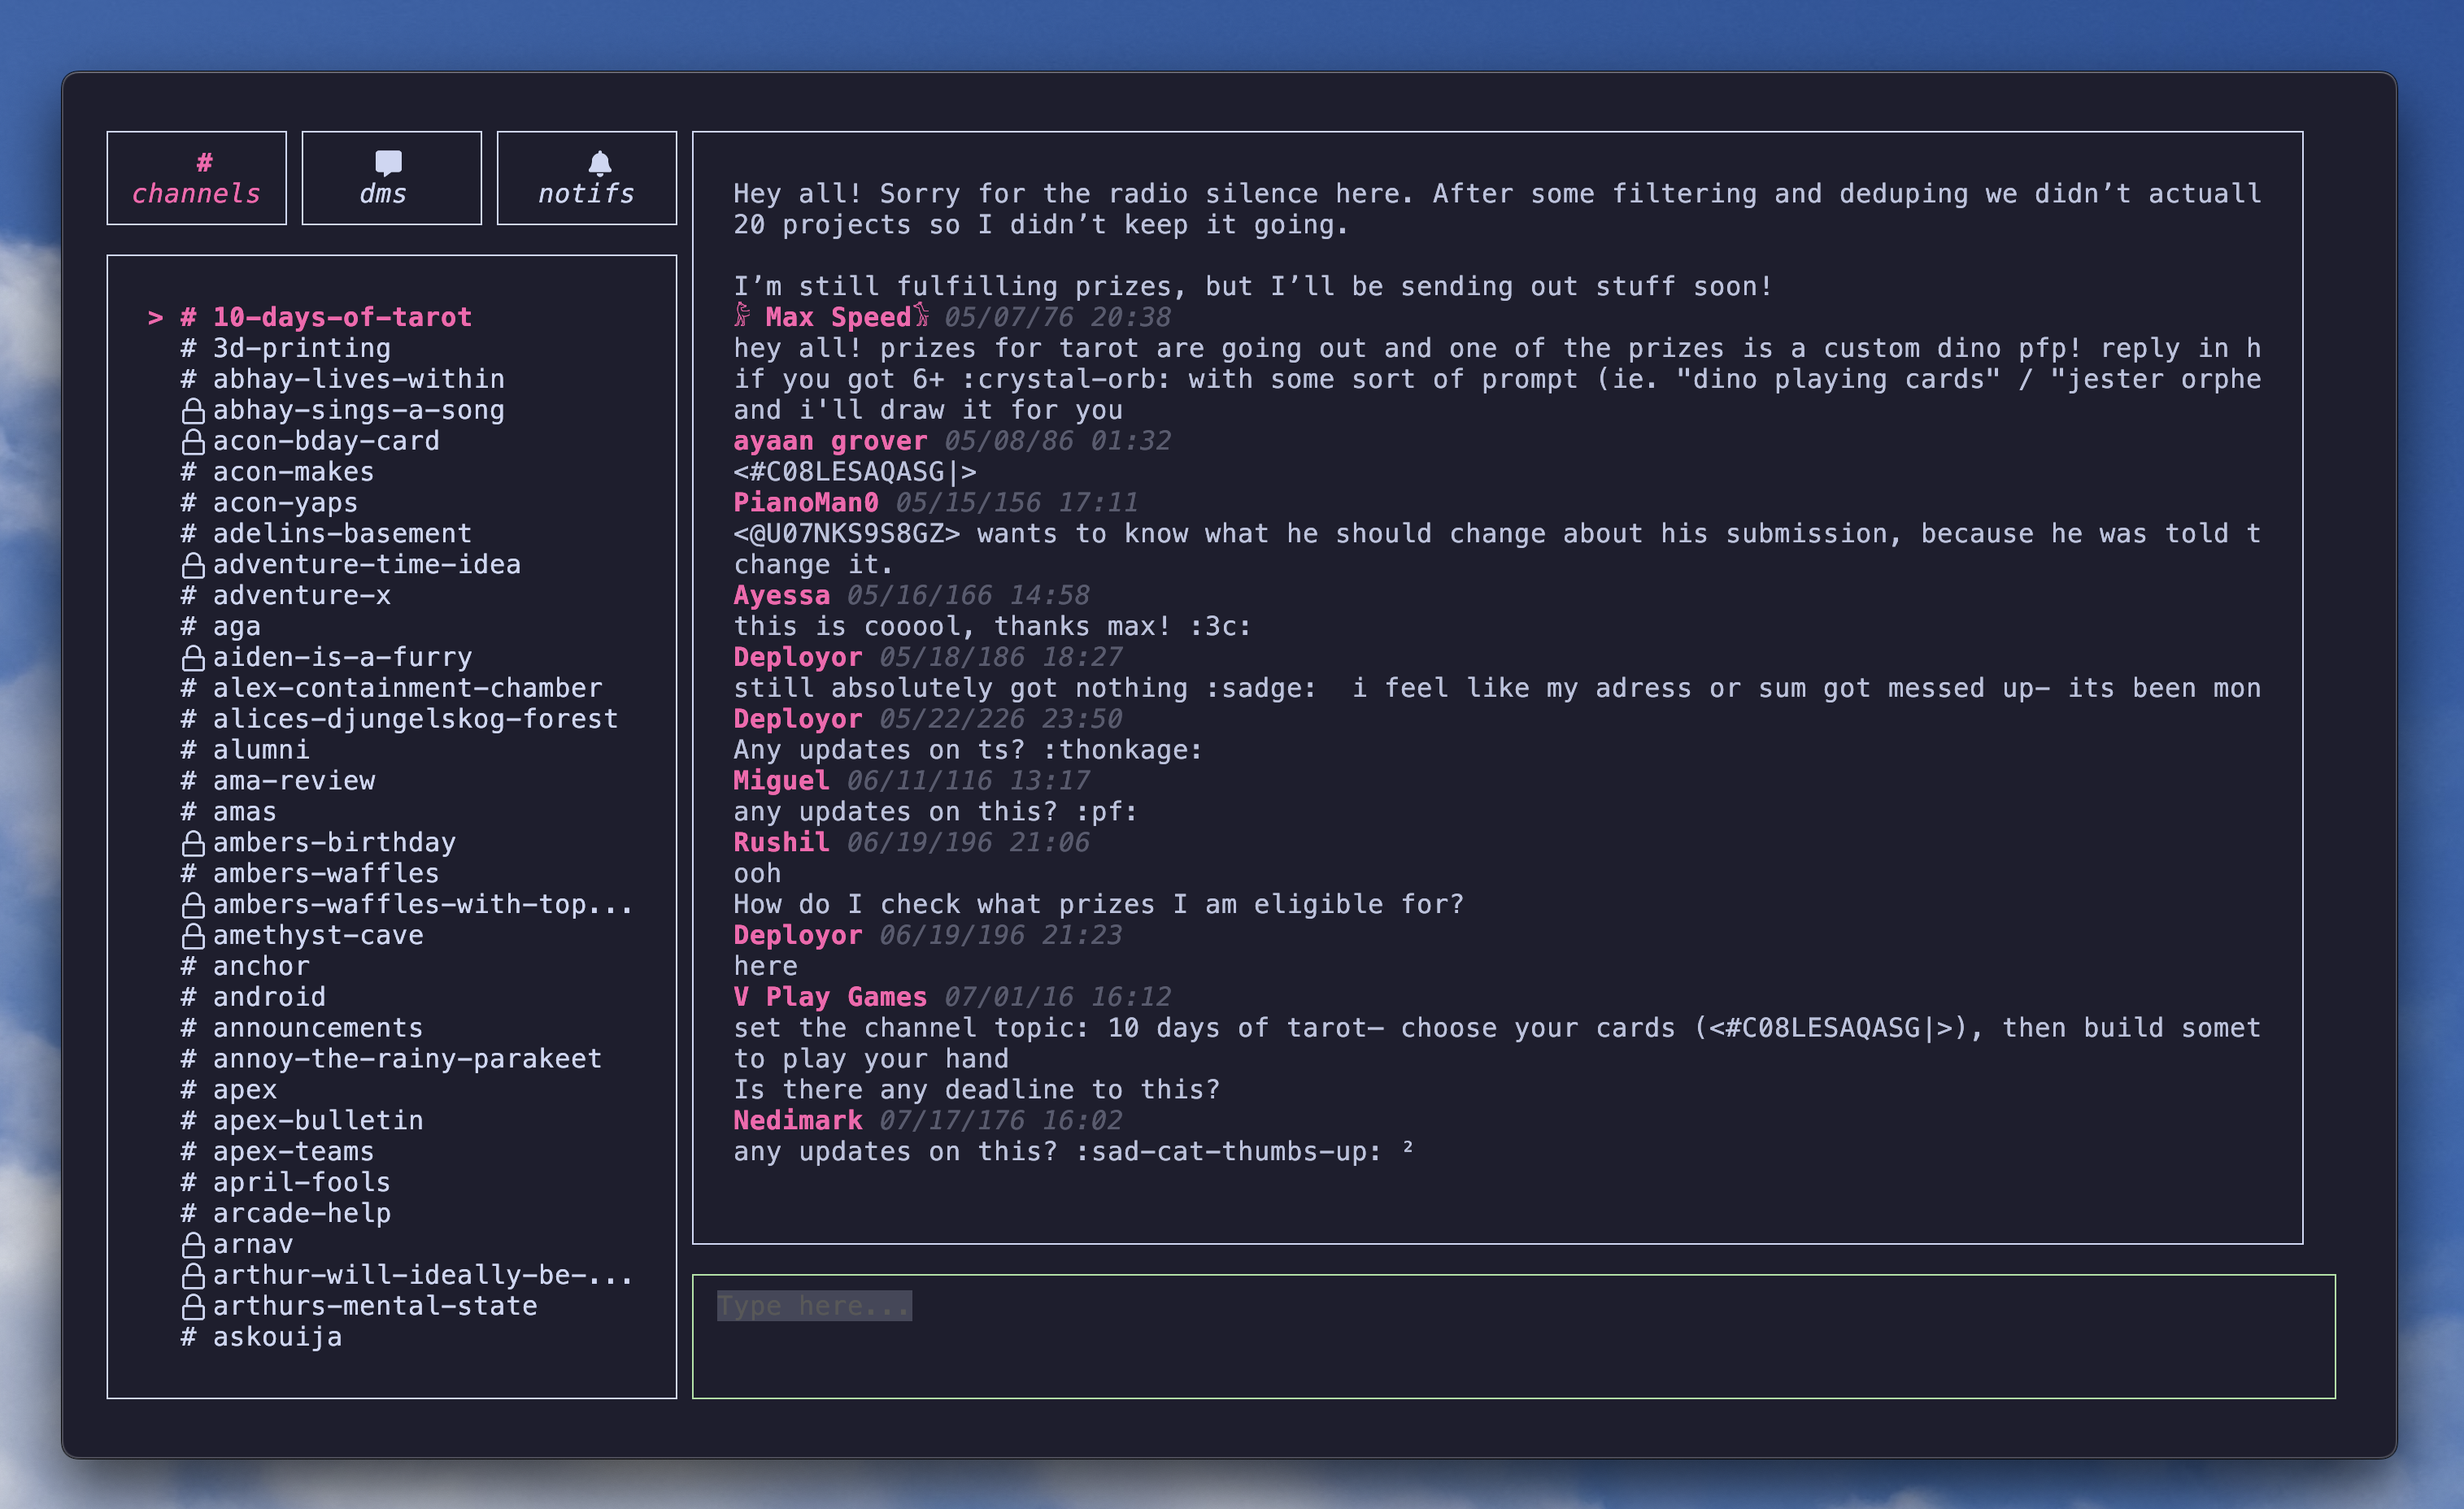 #
channels
dms
notifs
> # 10-days-of-tarot
# 3d-printing
# abhay-lives-within
abhay-sings-a-song
acon-bday-card
# acon-makes
# acon-yaps
# adelins-basement
adventure-time-idea
# adventure-x
# aga
aiden-is-a-furry
# alex-containment-chamber
# alices-djungelskog-forest
# alumni
# ama-review
# amas
ambers-birthday
# ambers-waffles
ambers-waffles-with-top...
amethyst-cave
# anchor
# android
# announcements
# annoy-the-rainy-parakeet
# apex
# apex-bulletin
# apex-teams
# april-fools
# arcade-help
arnav
arthur-will-ideally-be-...
arthurs-mental-state
# askouija
Hey all! Sorry for the radio silence here. After some filtering and deduping we didn’t actuall
20 projects so I didn’t keep it going.
I’m still fulfilling prizes, but I’ll be sending out stuff soon!
Max Speed 05/07/76 20:38
hey all! prizes for tarot are going out and one of the prizes is a custom dino pfp! reply in h
if you got 6+ :crystal-orb: with some sort of prompt (ie. "dino playing cards" / "jester orphe
and i'll draw it for you
ayaan grover 05/08/86 01:32
<#C08LESAQASG|>
PianoMan0 05/15/156 17:11
<@U07NKS9S8GZ> wants to know what he should change about his submission, because he was told t
change it.
Ayessa 05/16/166 14:58
this is cooool, thanks max! :3c:
Deployor 05/18/186 18:27
still absolutely got nothing :sadge:  i feel like my adress or sum got messed up- its been mon
Deployor 05/22/226 23:50
Any updates on ts? :thonkage:
Miguel 06/11/116 13:17
any updates on this? :pf:
Rushil 06/19/196 21:06
ooh
How do I check what prizes I am eligible for?
Deployor 06/19/196 21:23
here
V Play Games 07/01/16 16:12
set the channel topic: 10 days of tarot– choose your cards (<#C08LESAQASG|>), then build somet
to play your hand
Is there any deadline to this?
Nedimark 07/17/176 16:02
any updates on this? :sad-cat-thumbs-up: ²
Type here...